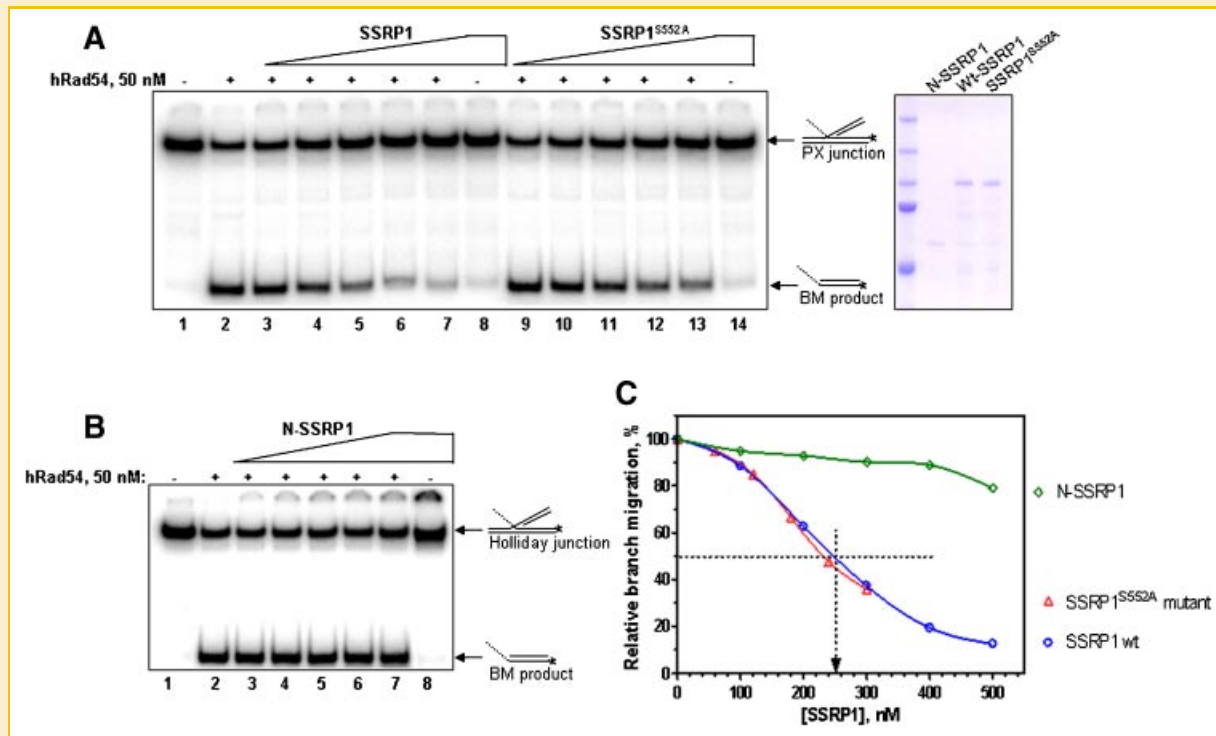 A
SSRP1
SSRP1S552A
hRad54, 50 nM - + + + + + + - + + + + + -
PX junction
BM product
1 2 3 4 5 6 7 8 9 10 11 12 13 14
N-SSRP1
Wt-SSRP1
SSRP1S552A
B
N-SSRP1
hRad54, 50 nM: - + + + + + + -
Holliday junction
BM product
1 2 3 4 5 6 7 8
C
Relative branch migration, %
100
80
60
40
20
0
0 100 200 300 400 500
[SSRP1], nM
N-SSRP1
SSRP1S552A mutant
SSRP1 wt